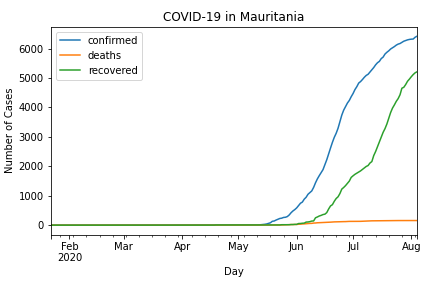 COVID-19 in Mauritania
confirmed
deaths
recovered
Number of Cases
6000
5000
4000
3000
2000
1000
0
Feb Mar Apr May Jun Jul Aug
2020
Day